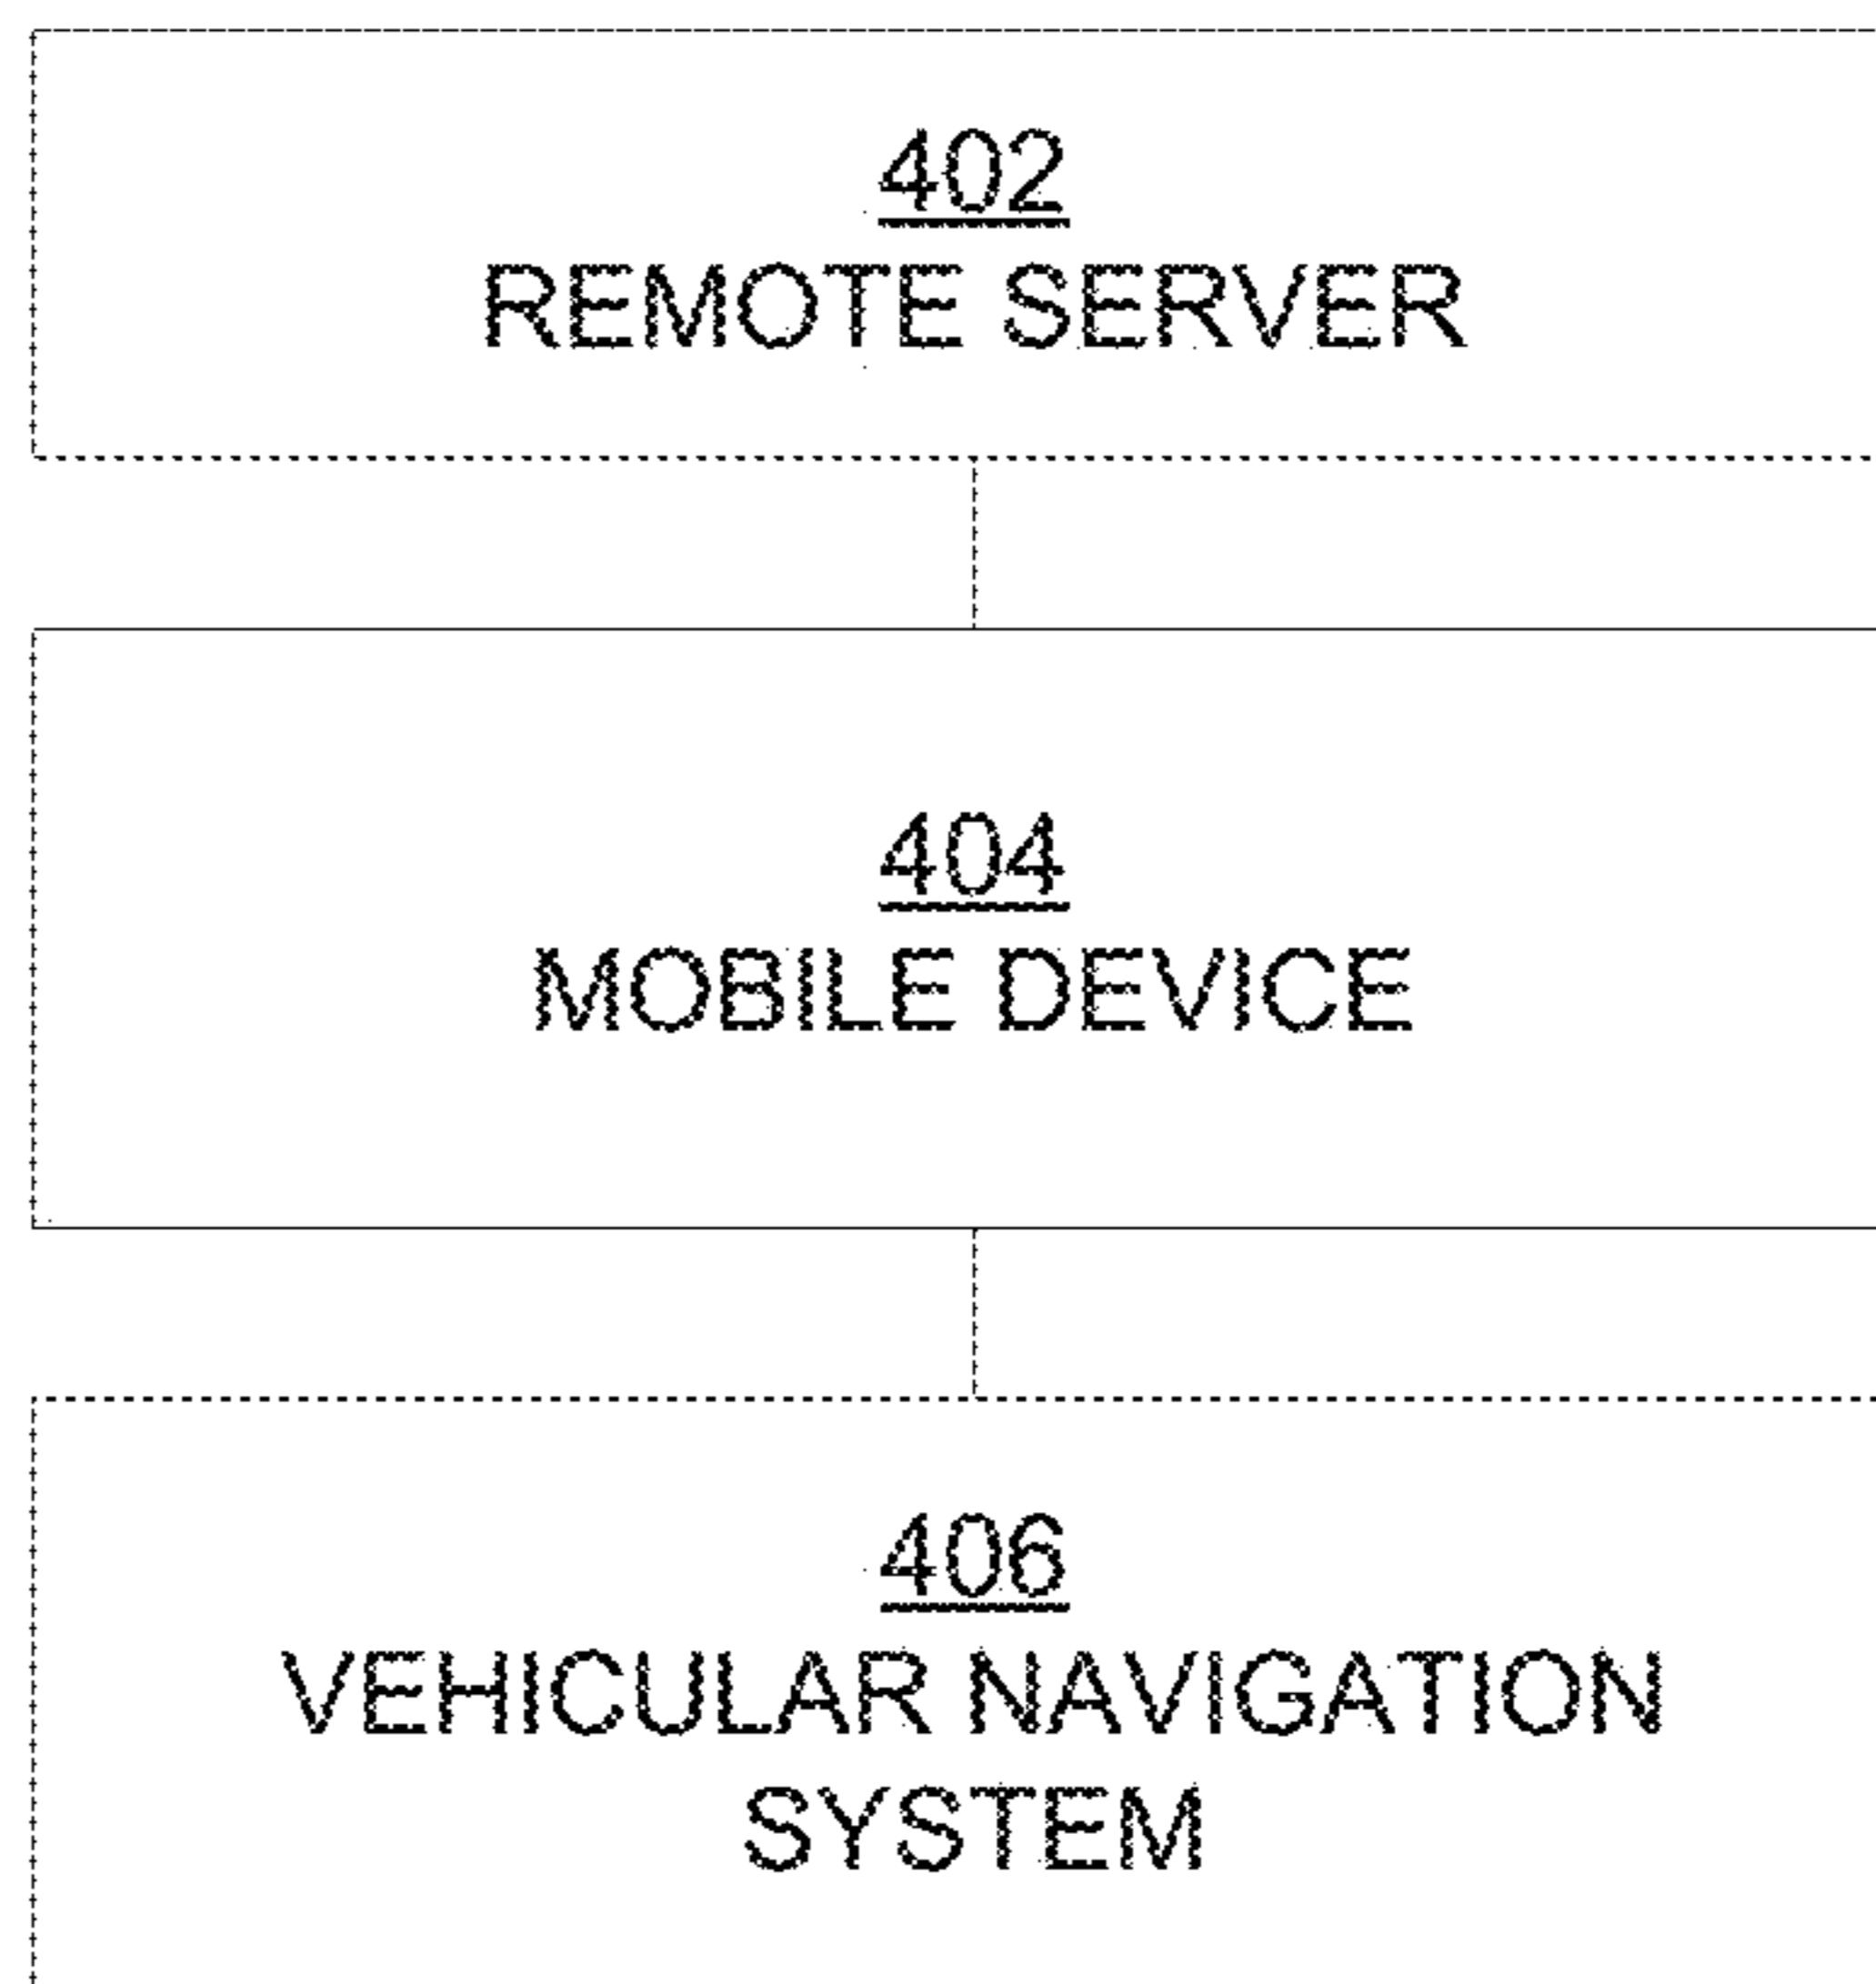 402
REMOTE SERVER
404
MOBILE DEVICE
406
VEHICULAR NAVIGATION
SYSTEM